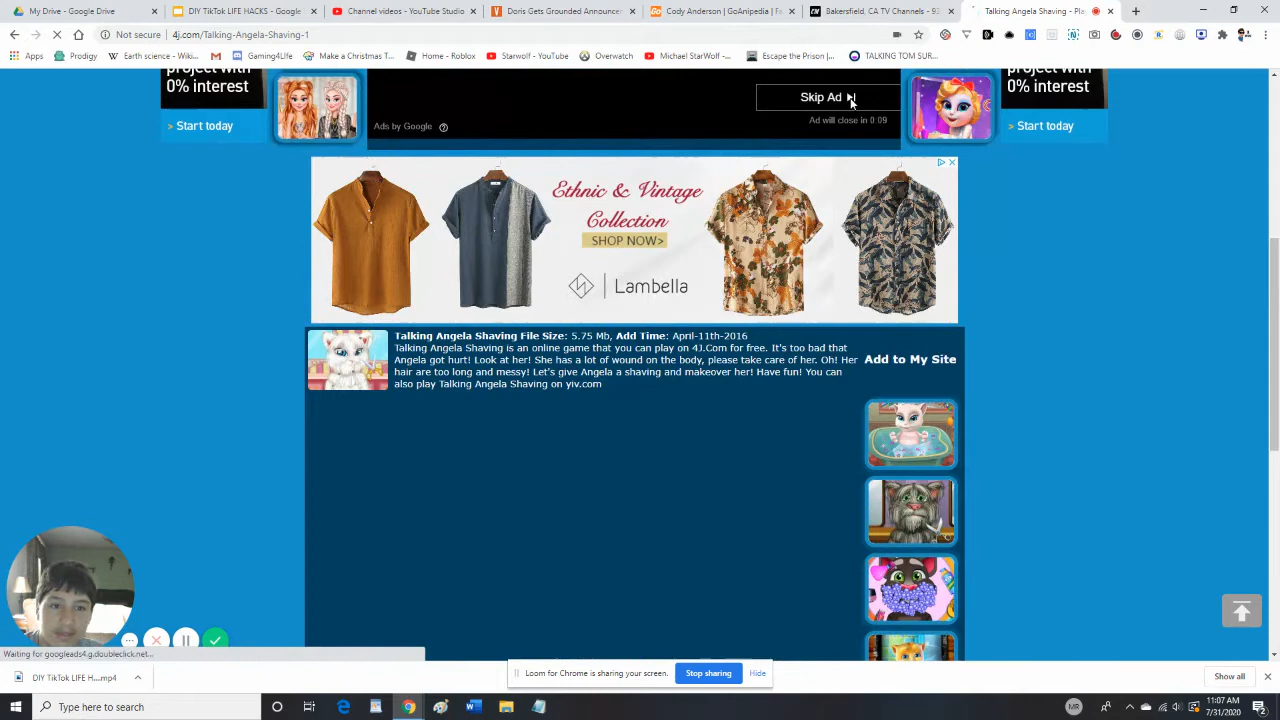 My Drive - Google Drive
DIY TikTok LIFE HACKS - Google
Channel videos - YouTube Studio
Doris Gets Grounded Announcer
Cody Anderson | GoAnipedia | Fa
Bakersfield, CA TV Channels - 93
Talking Angela Shaving - Pla
Not secure | 4j.com/Talking-Angela-Shaving-1
Apps
Prodigy
Earth science - Wiki...
Gmail
Gaming4Life
Make a Christmas T...
Home - Roblox
Starwolf - YouTube
Overwatch
Michael StarWolf -...
Escape the Prison |...
TALKING TOM SUR...
project with
0% interest
> Start today
Skip Ad
Ads by Google
Ad will close in 0:09
project with
0% interest
> Start today
Ethnic & Vintage
Collection
SHOP NOW>
Lambella
Talking Angela Shaving File Size: 5.75 Mb, Add Time: April-11th-2016
Talking Angela Shaving is an online game that you can play on 4J.Com for free. It's too bad that
Angela got hurt! Look at her! She has a lot of wound on the body, please take care of her. Oh! Her
hair are too long and messy! Let's give Angela a shaving and makeover her! Have fun! You can
also play Talking Angela Shaving on yiv.com
Add to My Site
Waiting for googleads4.g.doubleclick.net...
DIY TikTok LIFE H....mp4
Loom for Chrome is sharing your screen.
Stop sharing
Hide
Show all
Type here to search
MR
11:07 AM
7/31/2020
2